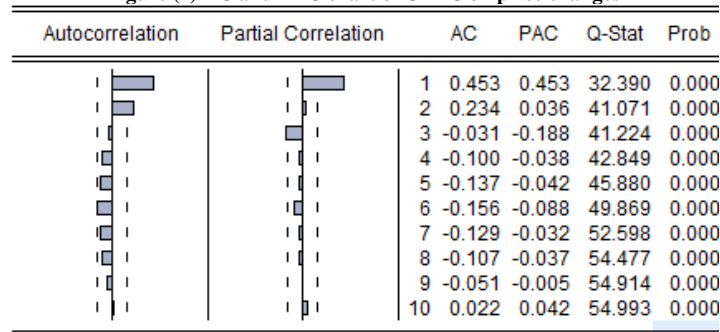 Autocorrelation Partial Correlation AC PAC Q-Stat Prob
1 0.453 0.453 32.390 0.000
2 0.234 0.036 41.071 0.000
3 -0.031 -0.188 41.224 0.000
4 -0.100 -0.038 42.849 0.000
5 -0.137 -0.042 45.880 0.000
6 -0.156 -0.088 49.869 0.000
7 -0.129 -0.032 52.598 0.000
8 -0.107 -0.037 54.477 0.000
9 -0.051 -0.005 54.914 0.000
10 0.022 0.042 54.993 0.000